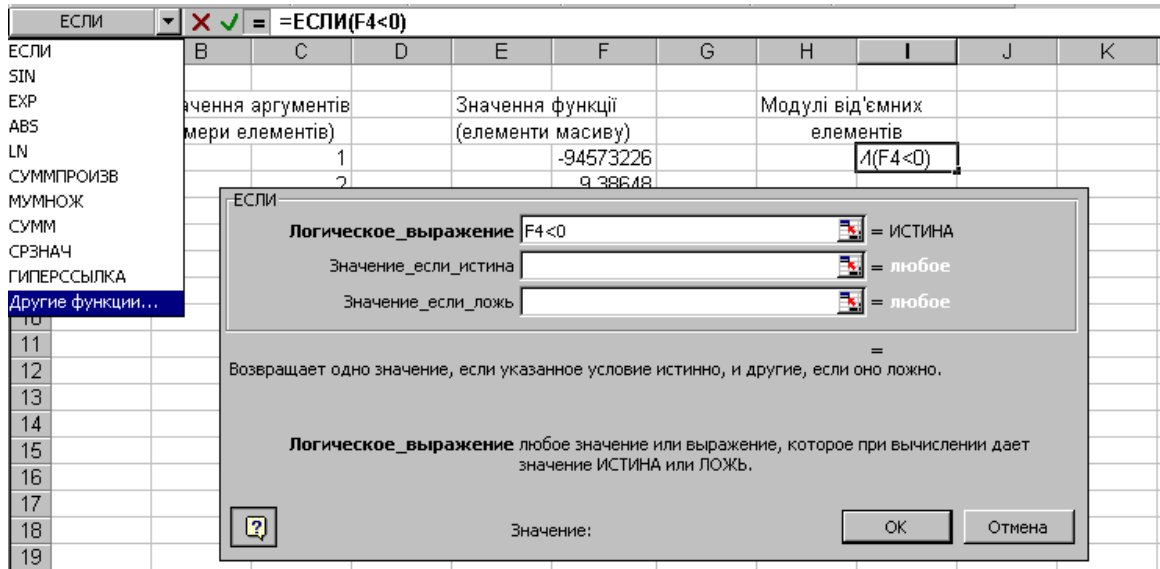 ЕСЛИ =ЕСЛИ(F4<0)
ЕСЛИ B C D E F G H I J K
SIN
EXP аргументів Значення функції Модулі від'ємних
ABS елементів) (елементи масиву) елементів
LN 1 -94573226 (F4<0)
СУММПРОИЗВ 2 9,38648
МУМНОЖ ЕСЛИ
СУММ Логическое_выражение F4<0 = ИСТИНА
СРЗНАЧ
ГИПЕРССЫЛКА Значение_если_истина = любое
Другие функции... Значение_если_ложь = любое
10
11 =
12 Возвращает одно значение, если указанное условие истинно, и другие, если оно ложно.
13
14
15 Логическое_выражение любое значение или выражение, которое при вычислении дает
16 значение ИСТИНА или ЛОЖЬ.
17
18 Значение: OK Отмена
19